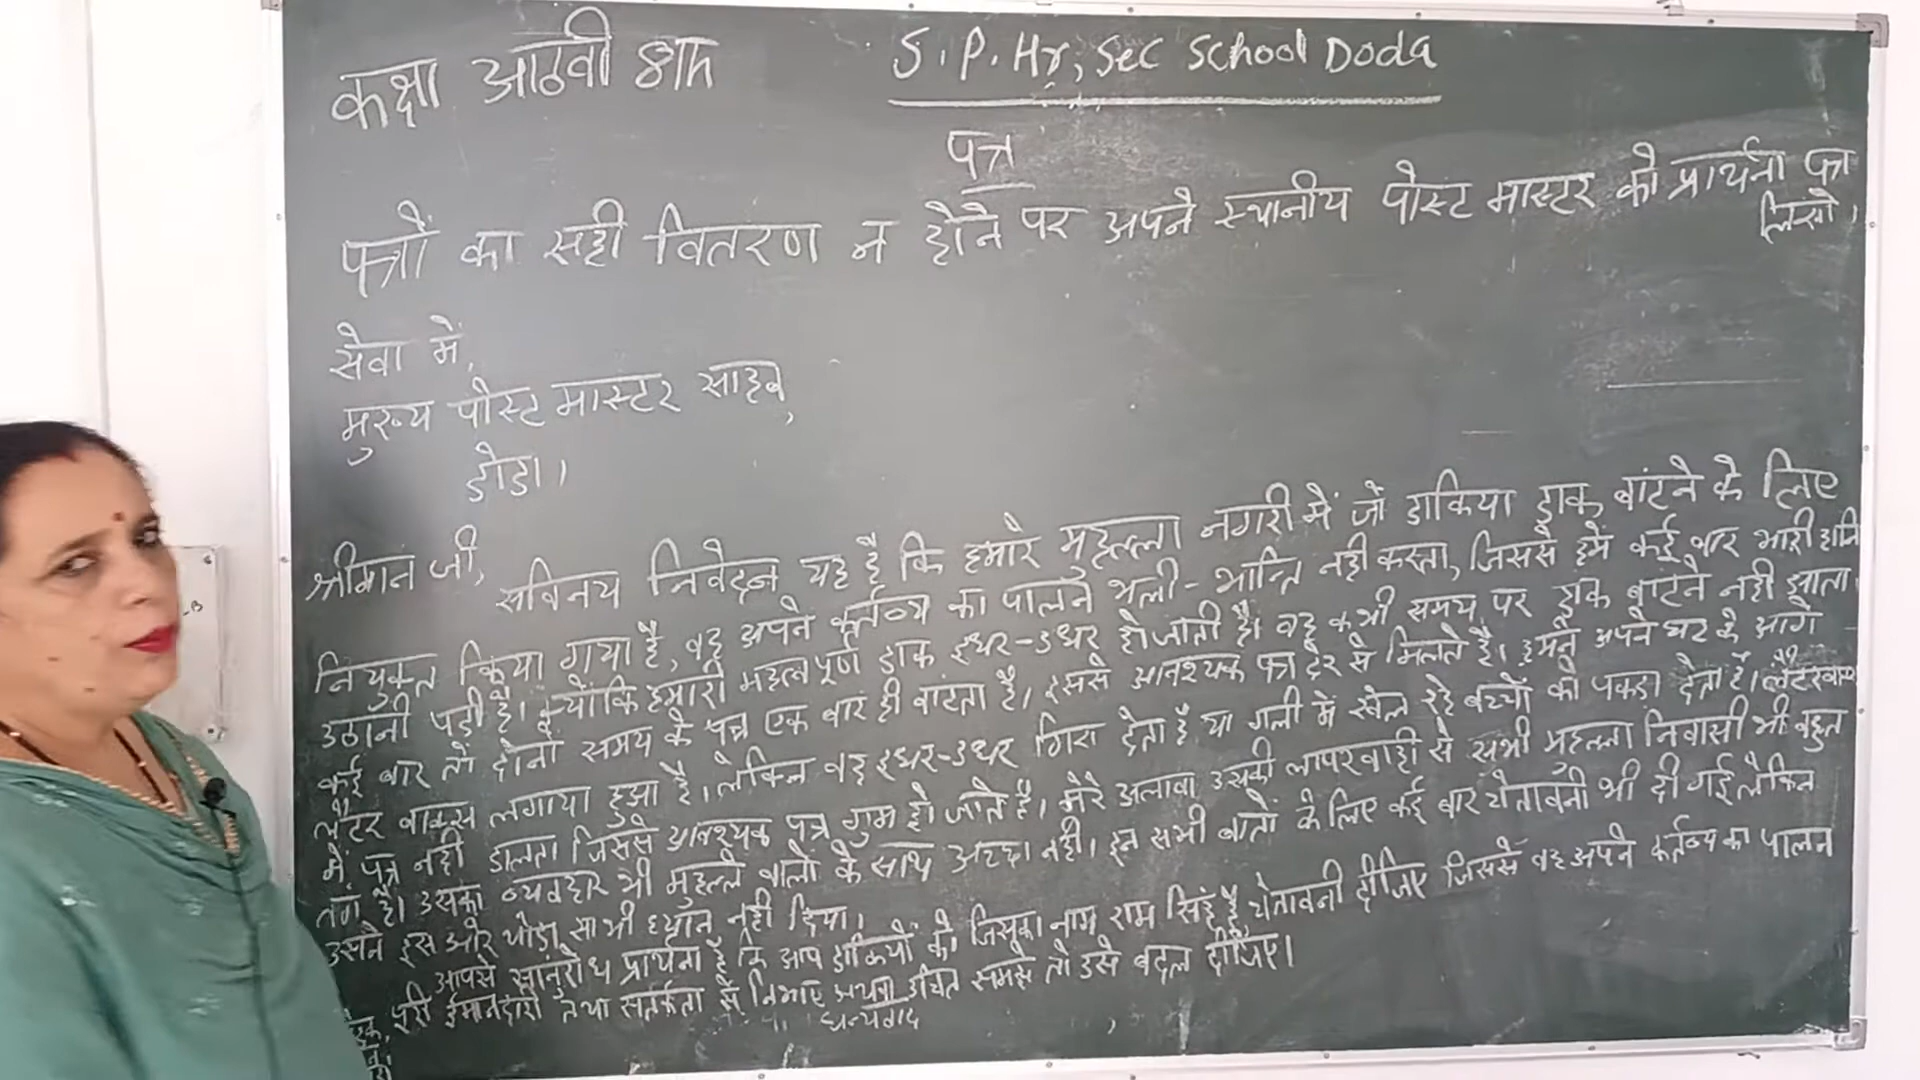 कक्षा आठवी 8th
S.P. Hr, Sec School Doda
पत्र
पत्रों का सही वितरण न होने पर अपने स्थानीय पोस्ट मास्टर को प्रार्थना पत्र
लिखो।
सेवा में,
मुख्य पोस्ट मास्टर साहब,
डोडा।
श्रीमान जी,
सविनय निवेदन यह है कि हमारे मुहल्ला नगरी में जो डाकिया डाक बांटने के लिए
नियुक्त किया गया है, वह अपने कर्तव्य का पालन भली-भान्ति नही करता, जिससे हमें कई बार भारी हानि
उठानी पड़ी है। क्योंकि हमारी महत्वपूर्ण डाक इधर-उधर हो जाती है। वह कभी समय पर डाक बांटने नही आता।
कई बार तो दोनो समय के पत्र एक बार ही बांटता है। इससे आवश्यक पत्र देर से मिलते है। हमने अपने घर के आगे
लैटर बाक्स लगाया हुआ है। लेकिन वह इधर-उधर गिरा देता है या गली में खेल रहे बच्चों को पकड़ा देता है। लैटरबाक्स
में पत्र नही डालता जिससे आवश्यक पत्र गुम हो जाते है। मेरे अलावा उसकी लापरवाही से सभी मुहल्ला निवासी भी बहुत
तंग है। उसका व्यवहार भी मुहल्ले वालो के साथ अच्छा नही। इन सभी बातों के लिए कई बार चेतावनी भी दी गई लेकिन
उसने इस ओर थोड़ा सा भी ध्यान नही दिया।
आपसे सानुरोध प्रार्थना है कि आप डाकियों को जिसका नाम राम सिंह है, चेतावनी दीजिए जिससे वह अपने कर्तव्य का पालन
पूरी ईमानदारी तथा सतर्कता से निभाए अथवा उचित समझे तो उसे बदल दीजिए।
धन्यवाद